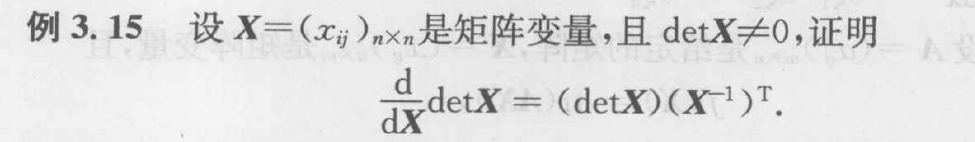 例 3.15 设 X=(x_{ij})_{n×n}是矩阵变量,且 detX≠0,证明
\frac{d}{dX}detX = (detX)(X^{-1})^T.